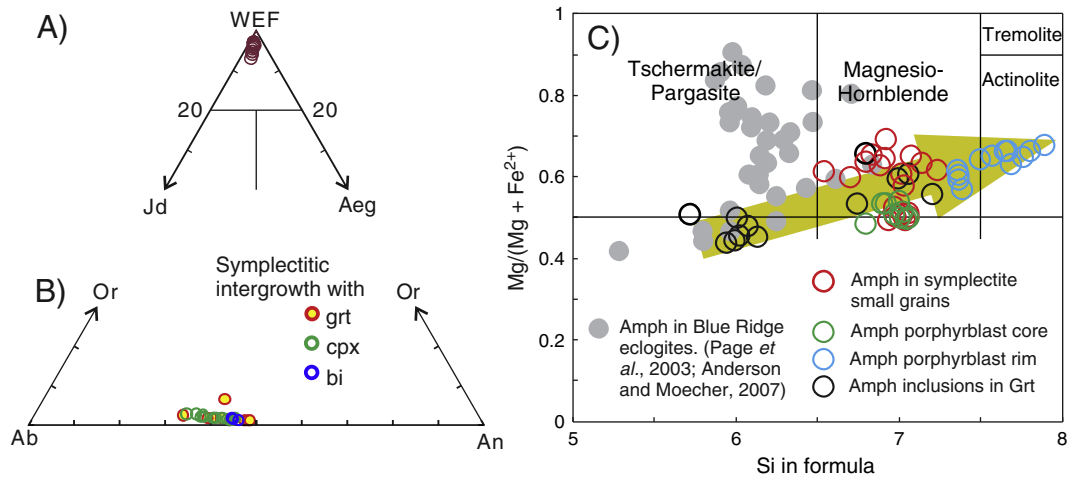 A)
WEF
20
20
Jd
Aeg
B)
Symplectitic
intergrowth with
grt
cpx
bi
Or
Or
Ab
An
C)
Tschermakite/
Pargasite
Magnesio-
Hornblende
Tremolite
Actinolite
Mg/(Mg + Fe2+)
1
0.8
0.6
0.4
0.2
0
Amph in Blue Ridge
eclogites. (Page et
al., 2003; Anderson
and Moecher, 2007)
Amph in symplectite
small grains
Amph porphyrblast core
Amph porphyrblast rim
Amph inclusions in Grt
5
6
7
8
Si in formula